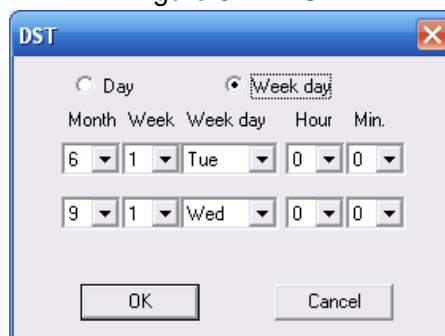 DST
Day Week day
Month Week Week day Hour Min.
6 1 Tue 0 0
9 1 Wed 0 0
OK Cancel